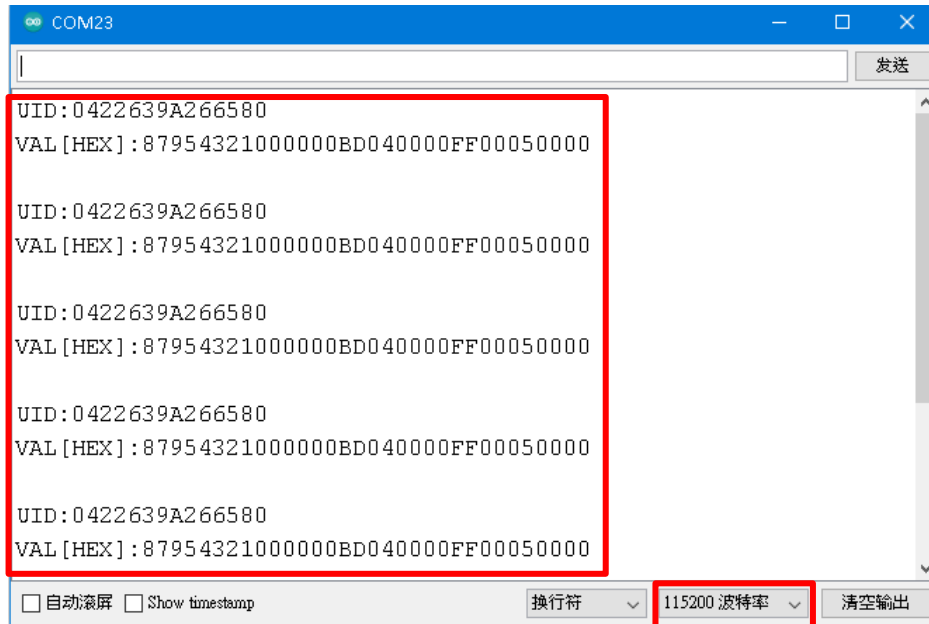 COM23
发送
UID:0422639A266580
VAL[HEX]:87954321000000BD040000FF00050000
UID:0422639A266580
VAL[HEX]:87954321000000BD040000FF00050000
UID:0422639A266580
VAL[HEX]:87954321000000BD040000FF00050000
UID:0422639A266580
VAL[HEX]:87954321000000BD040000FF00050000
UID:0422639A266580
VAL[HEX]:87954321000000BD040000FF00050000
自动滚屏 Show timestamp 换行符 115200 波特率 清空输出